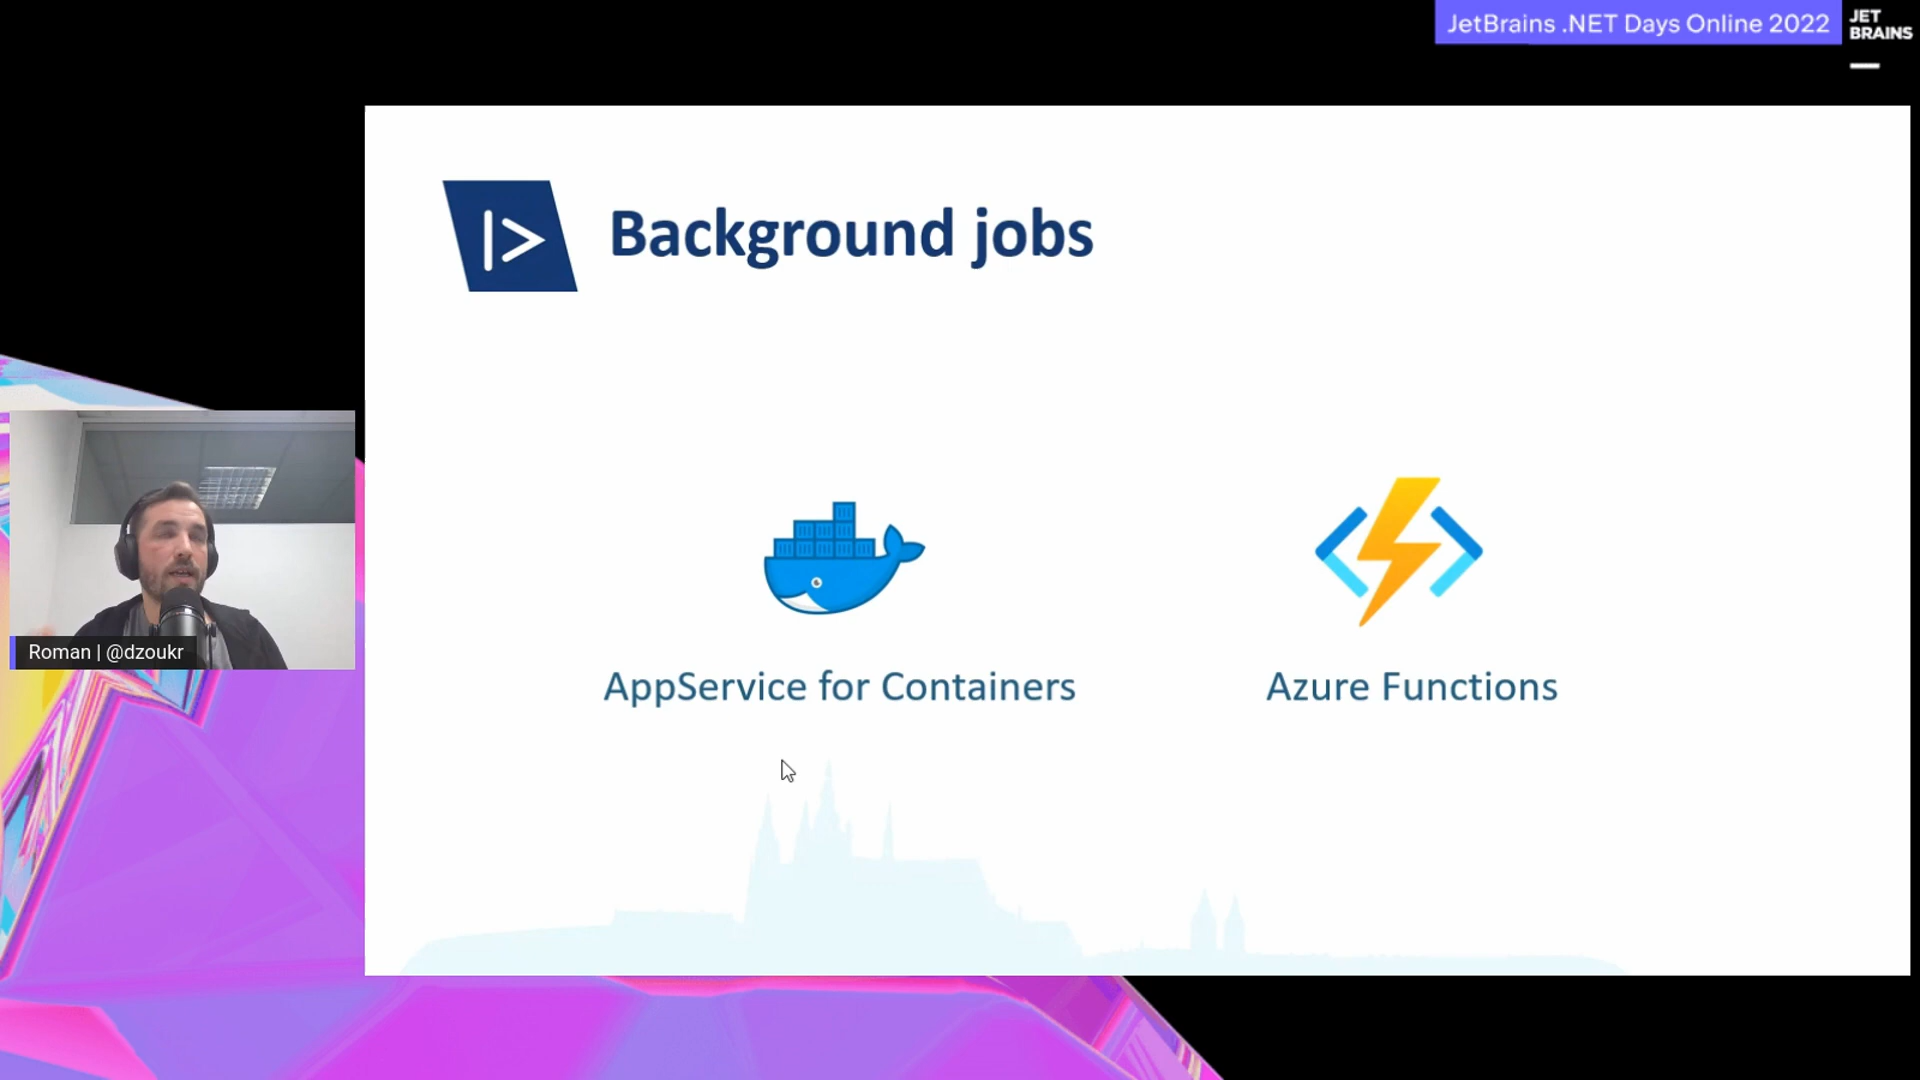 JetBrains .NET Days Online 2022
JET
BRAINS
|> Background jobs
AppService for Containers
Azure Functions
Roman | @dzoukr